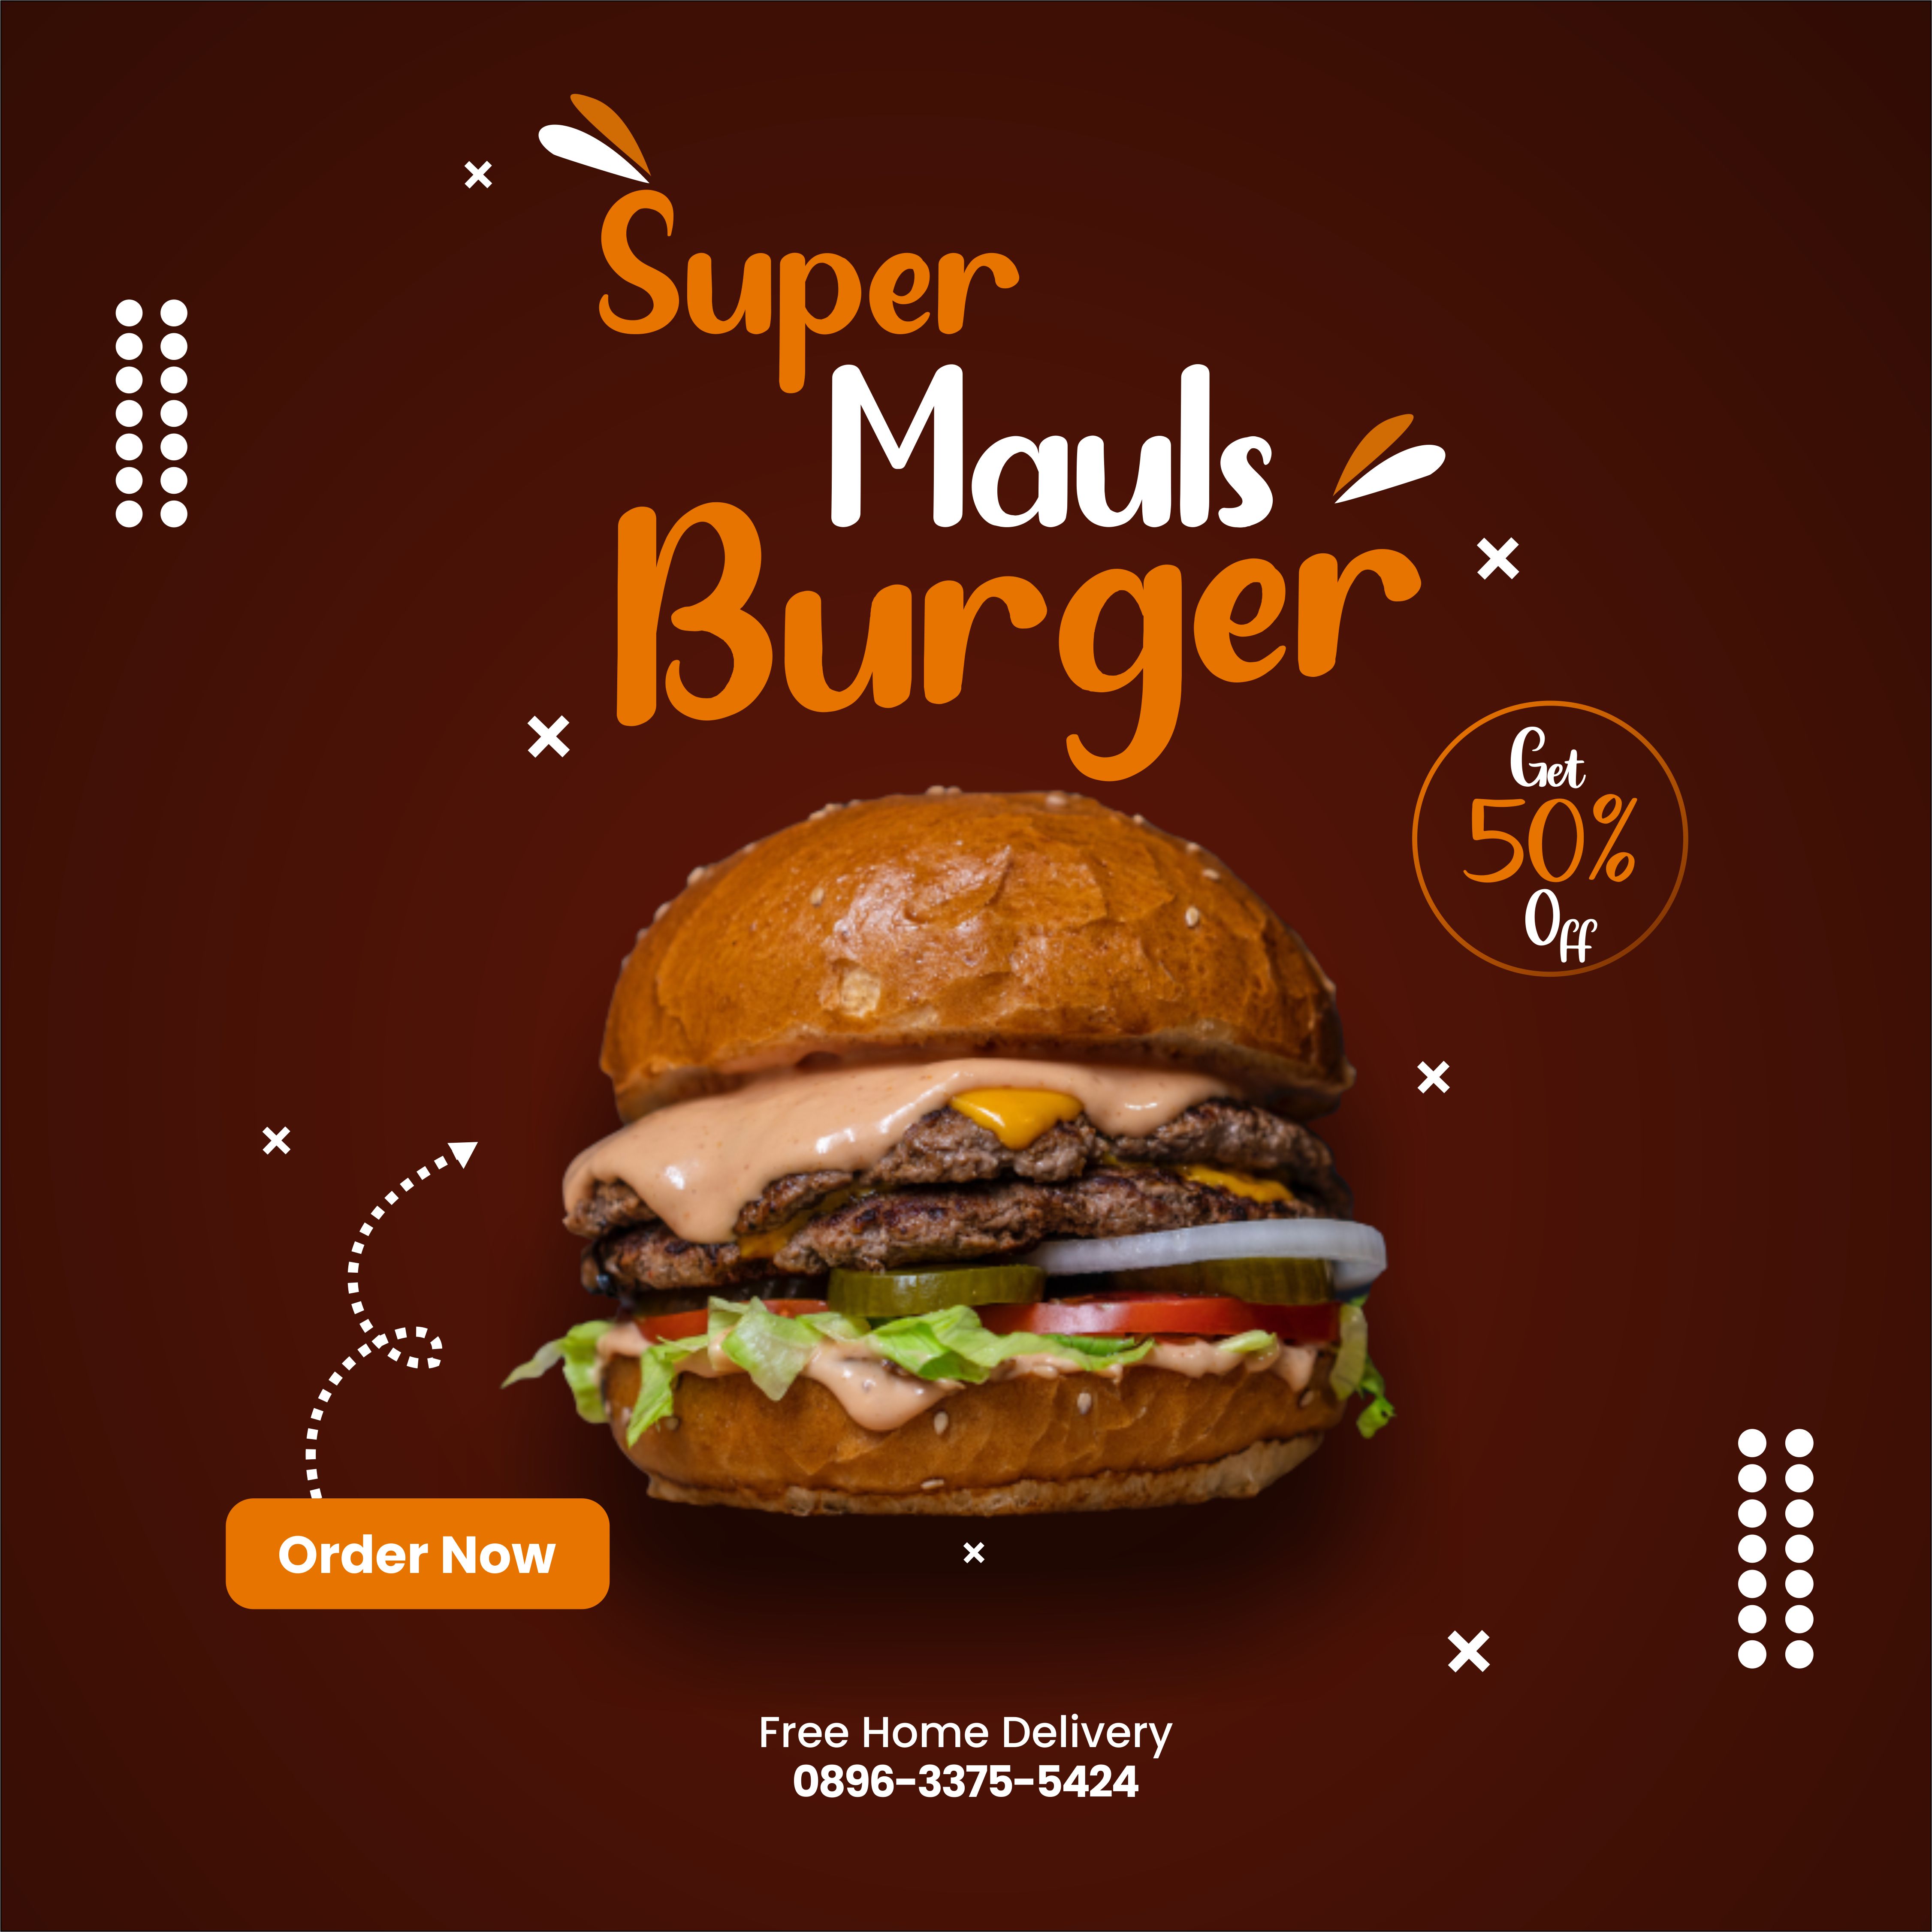 Super
Mauls
Burger
Get
50%
Off
Order Now
Free Home Delivery
0896-3375-5424